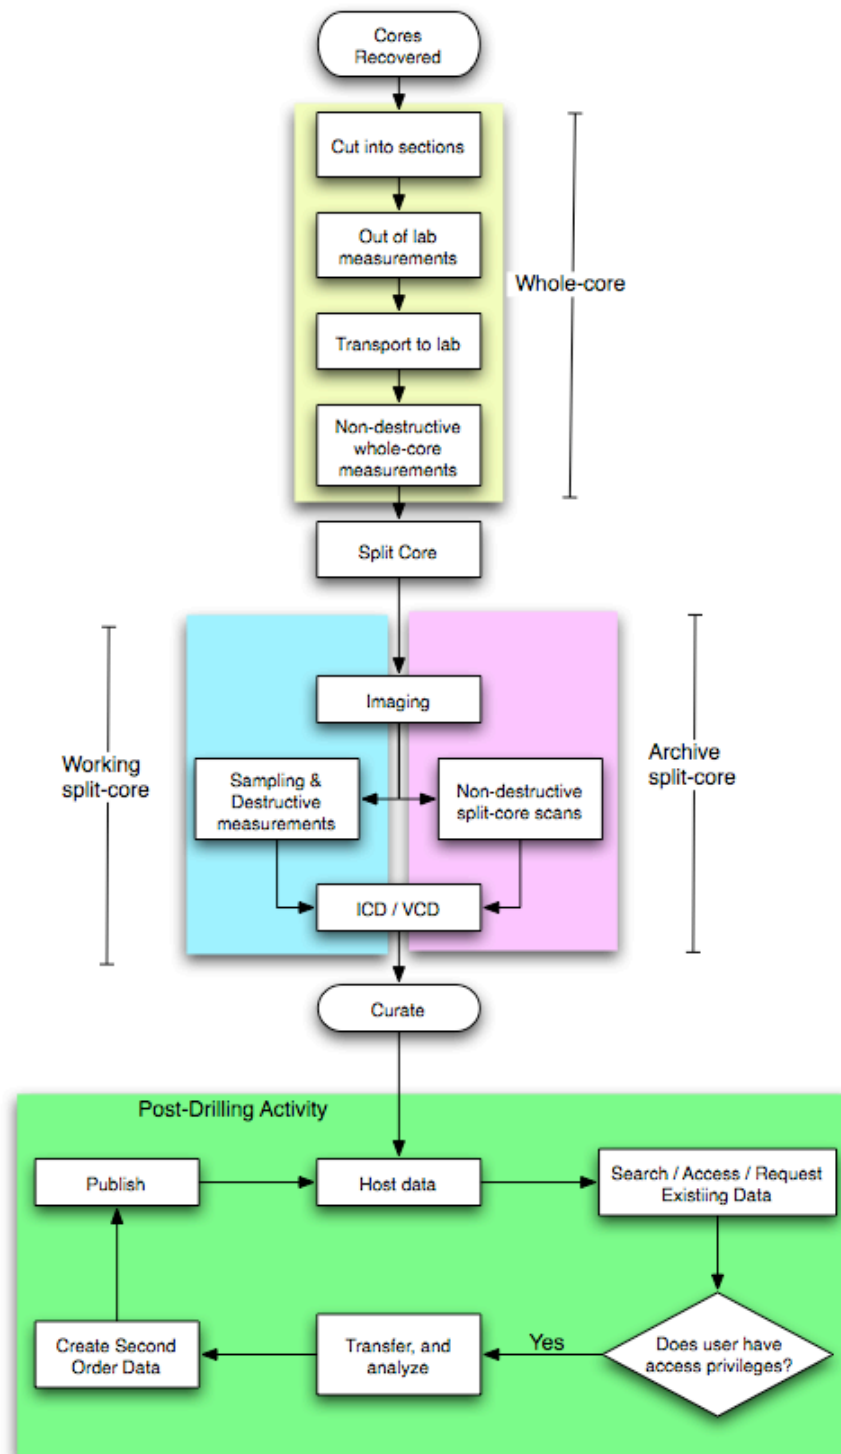 Cores
Recovered
Cut into sections
Out of lab
measurements
Whole-core
Transport to lab
Non-destructive
whole-core
measurements
Split Core
Imaging
Working
split-core
Sampling &
Destructive
measurements
Non-destructive
split-core scans
Archive
split-core
ICD / VCD
Curate
Post-Drilling Activity
Publish
Host data
Search / Access / Request
Existiing Data
Create Second
Order Data
Transfer, and
analyze
Yes
Does user have
access privileges?